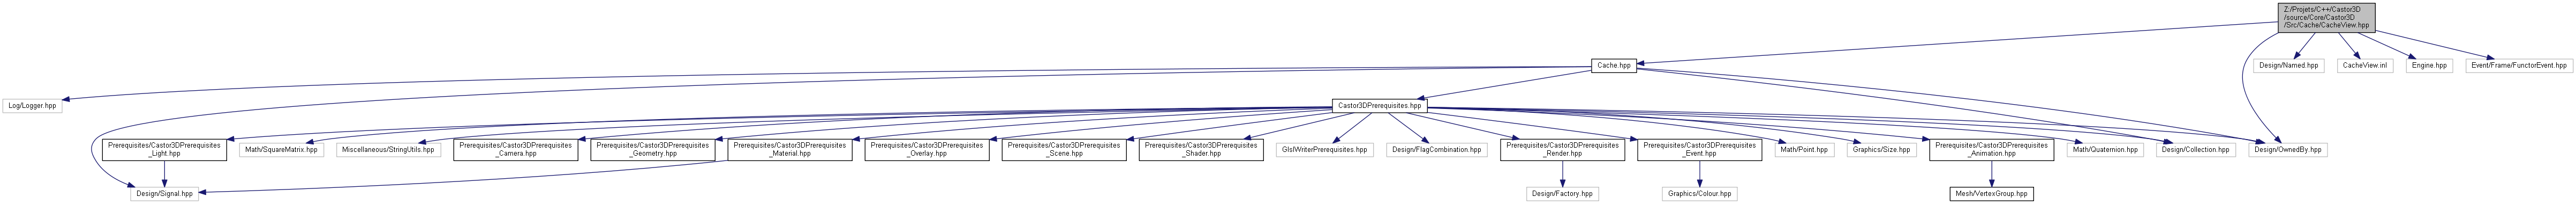 Z:/Projets/C++/Castor3D
/source/Core/Castor3D
/Src/Cache/CacheView.hpp
Cache.hpp
Design/Named.hpp
CacheView.inl
Engine.hpp
Event/Frame/FunctorEvent.hpp
Log/Logger.hpp
Castor3DPrerequisites.hpp
Prerequisites/Castor3DPrerequisites
_Light.hpp
Math/SquareMatrix.hpp
Miscellaneous/StringUtils.hpp
Prerequisites/Castor3DPrerequisites
_Camera.hpp
Prerequisites/Castor3DPrerequisites
_Geometry.hpp
Prerequisites/Castor3DPrerequisites
_Material.hpp
Prerequisites/Castor3DPrerequisites
_Overlay.hpp
Prerequisites/Castor3DPrerequisites
_Scene.hpp
Prerequisites/Castor3DPrerequisites
_Shader.hpp
GlslWriterPrerequisites.hpp
Design/FlagCombination.hpp
Prerequisites/Castor3DPrerequisites
_Render.hpp
Prerequisites/Castor3DPrerequisites
_Event.hpp
Math/Point.hpp
Graphics/Size.hpp
Prerequisites/Castor3DPrerequisites
_Animation.hpp
Math/Quaternion.hpp
Design/Collection.hpp
Design/OwnedBy.hpp
Design/Signal.hpp
Design/Factory.hpp
Graphics/Colour.hpp
Mesh/VertexGroup.hpp